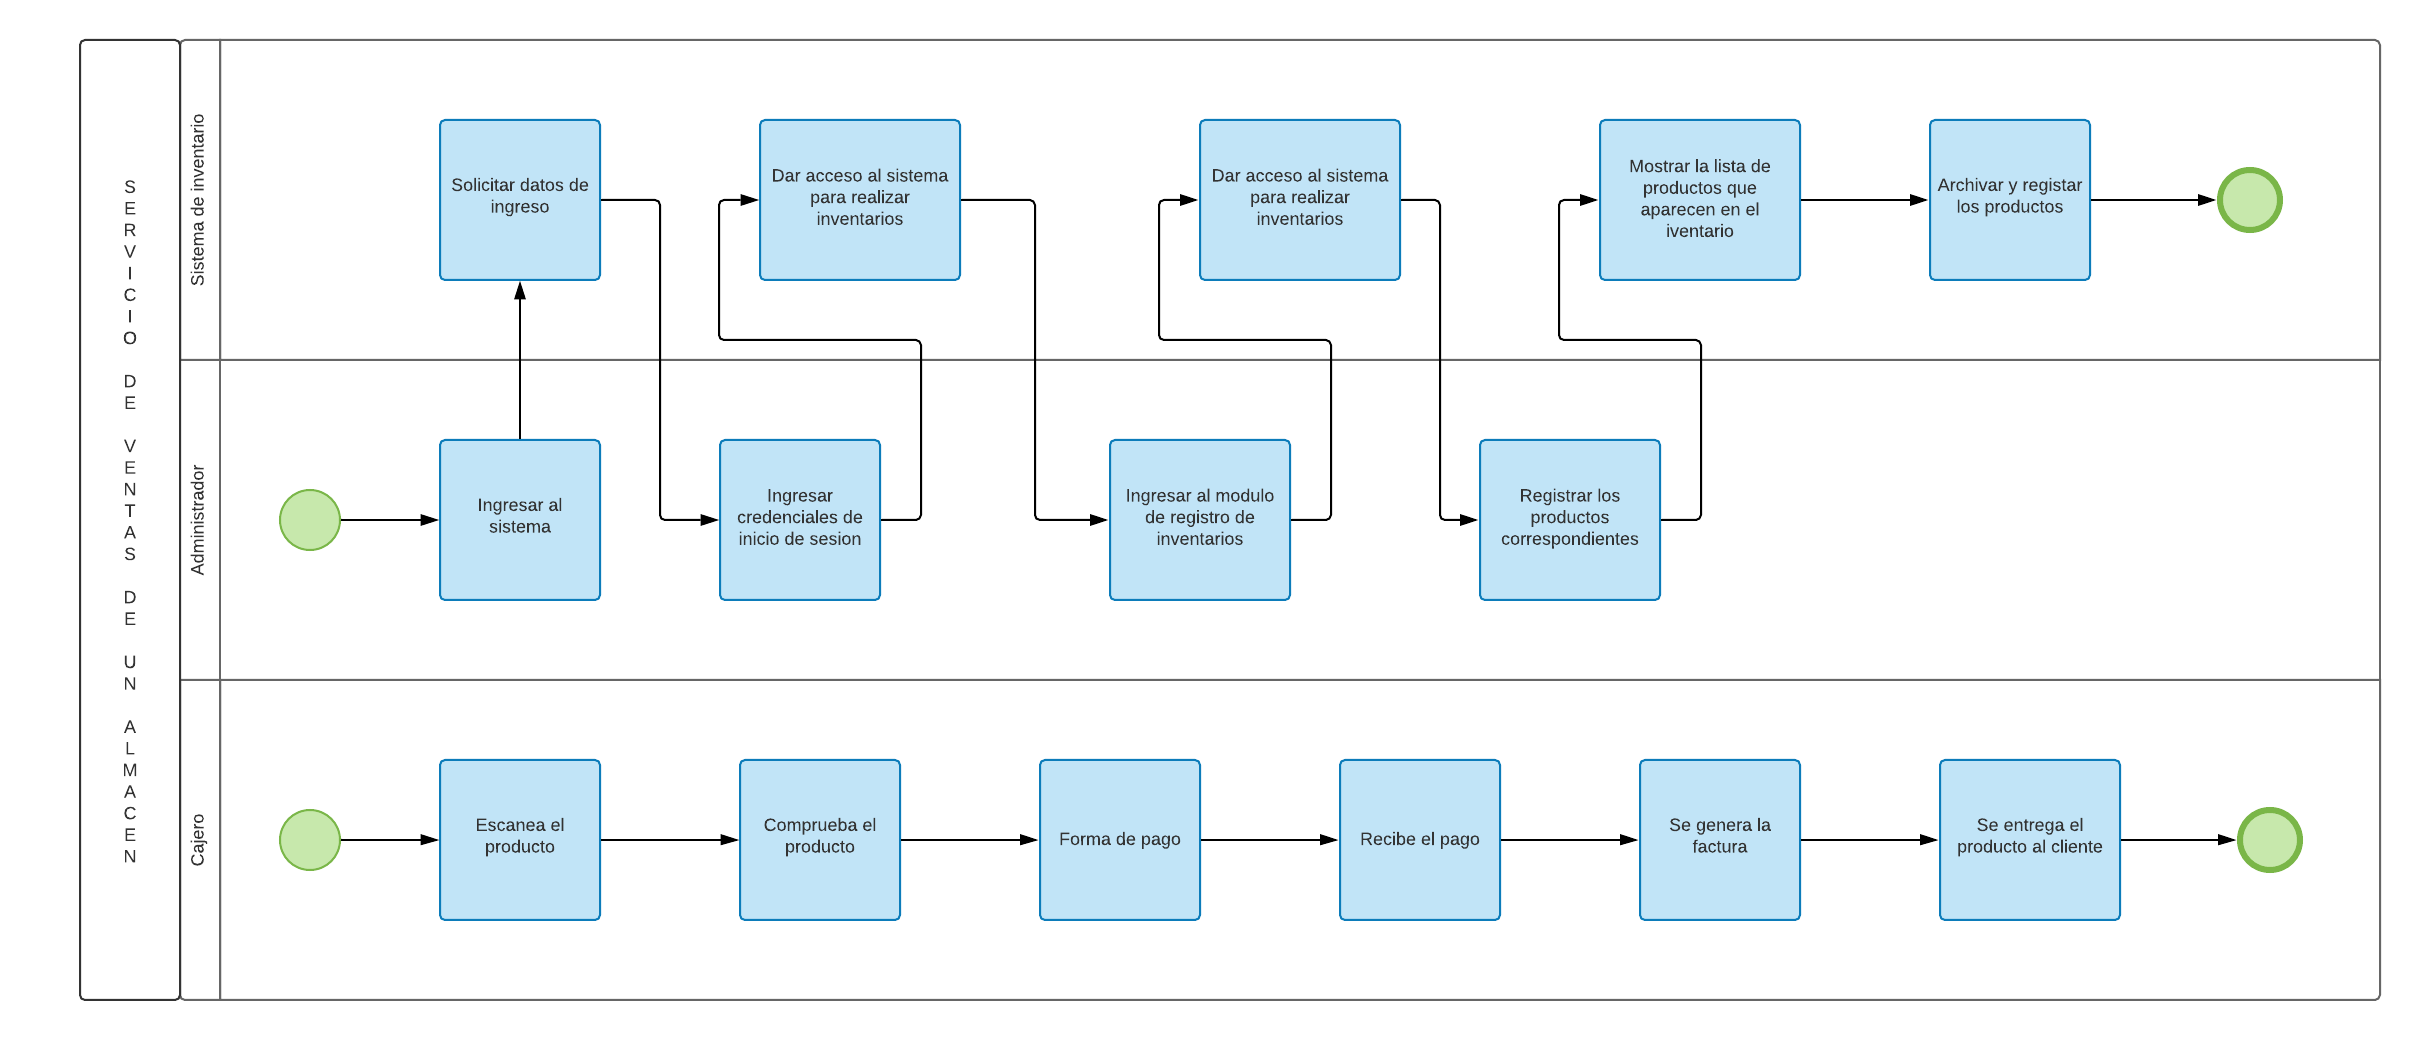 SERVICIO DE VENTAS DE UN ALMACEN
Sistema de inventario
Solicitar datos de
ingreso
Dar acceso al sistema
para realizar
inventarios
Dar acceso al sistema
para realizar
inventarios
Mostrar la lista de
productos que
aparecen en el
iventario
Archivar y registar
los productos
Administrador
Ingresar al
sistema
Ingresar
credenciales de
inicio de sesion
Ingresar al modulo
de registro de
inventarios
Registrar los
productos
correspondientes
Cajero
Escanea el
producto
Comprueba el
producto
Forma de pago
Recibe el pago
Se genera la
factura
Se entrega el
producto al cliente